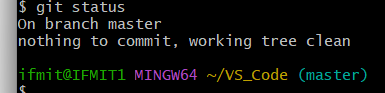 $ git status
On branch master
nothing to commit, working tree clean
ifmit@IFMIT1 MINGW64 ~/VS_Code (master)
$